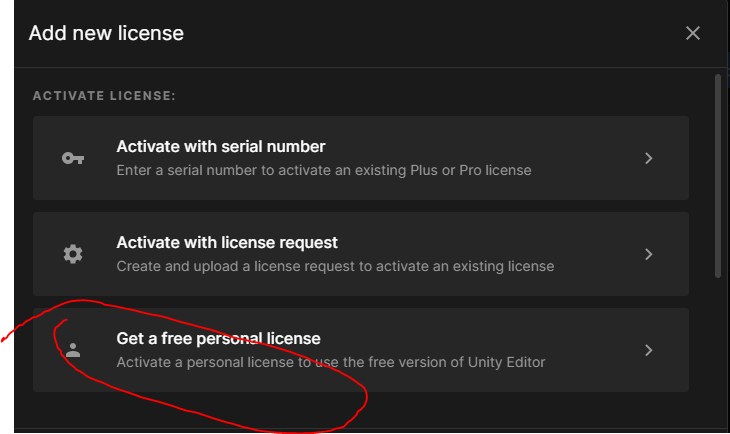 Add new license
ACTIVATE LICENSE:
Activate with serial number
Enter a serial number to activate an existing Plus or Pro license
Activate with license request
Create and upload a license request to activate an existing license
Get a free personal license
Activate a personal license to use the free version of Unity Editor